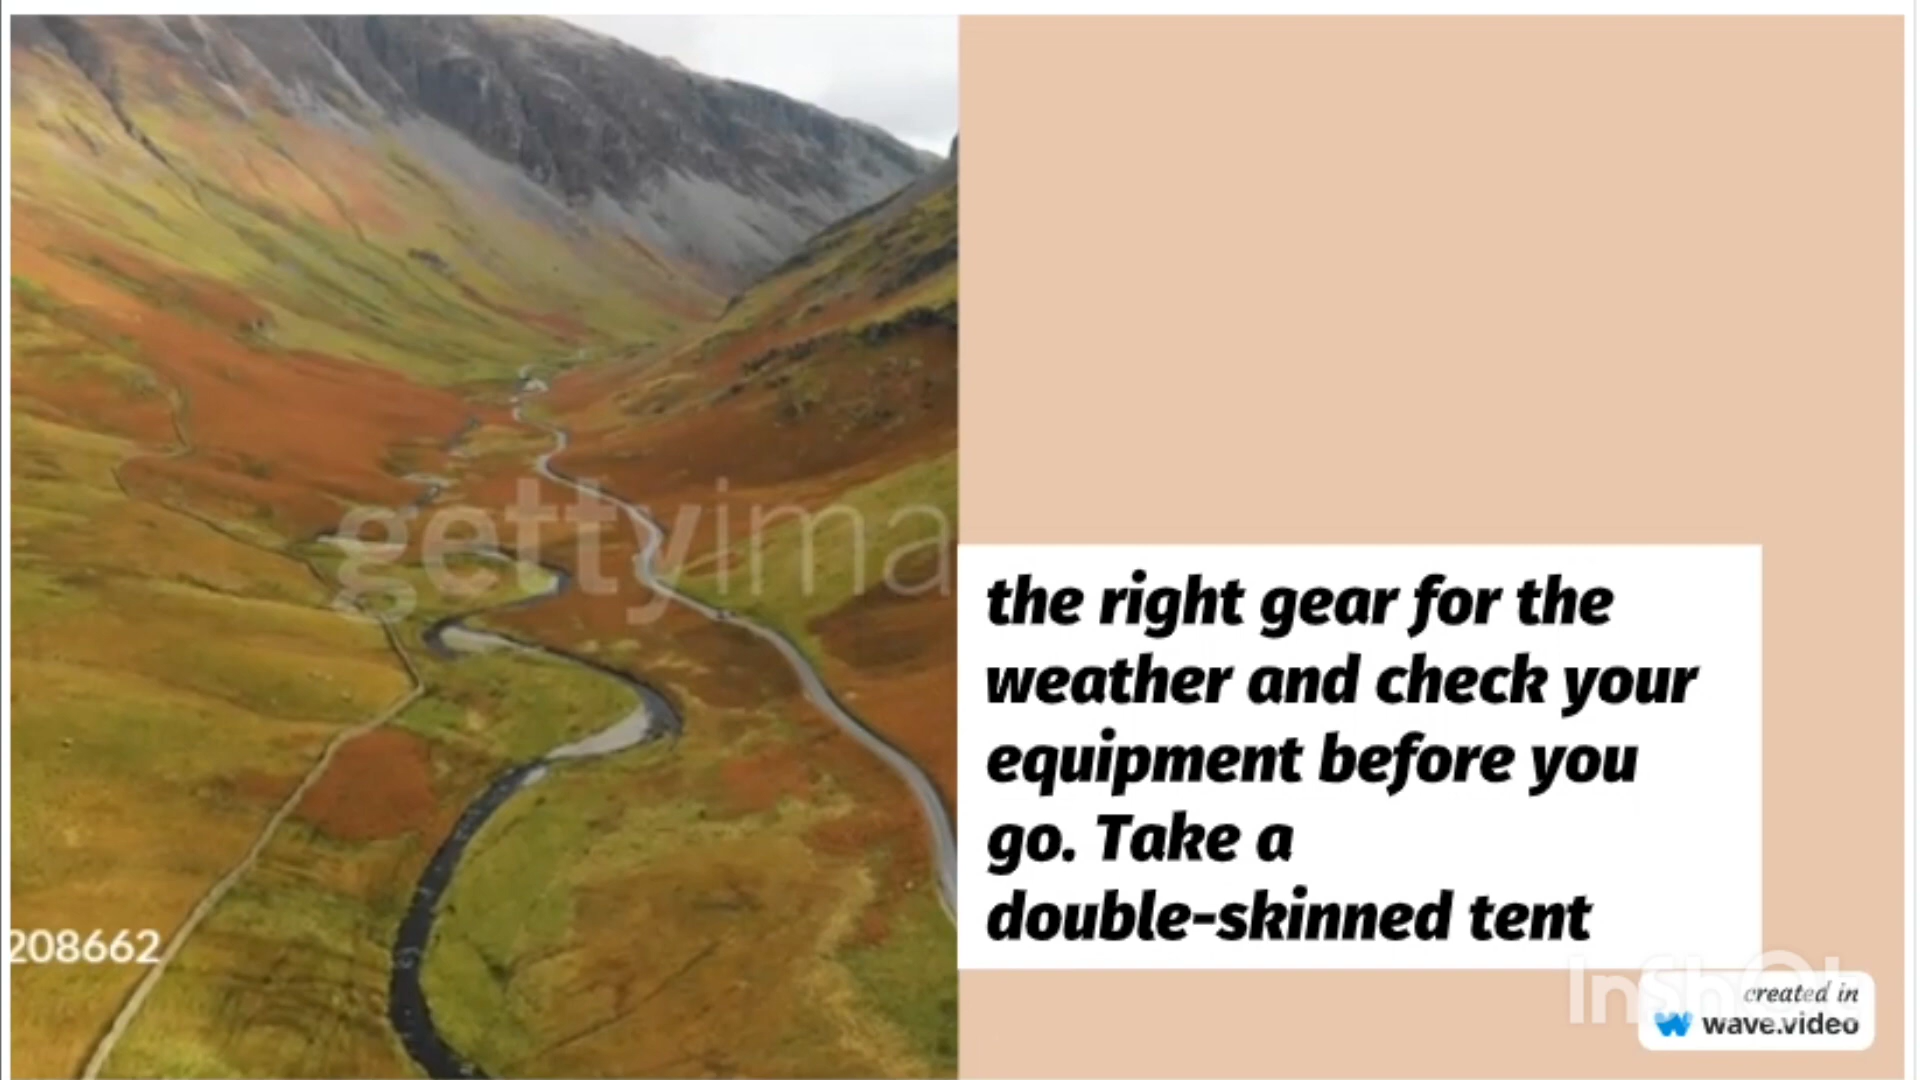 gettyima
the right gear for the
weather and check your
equipment before you
go. Take a
double-skinned tent
208662
InShOt
created in
wave.video